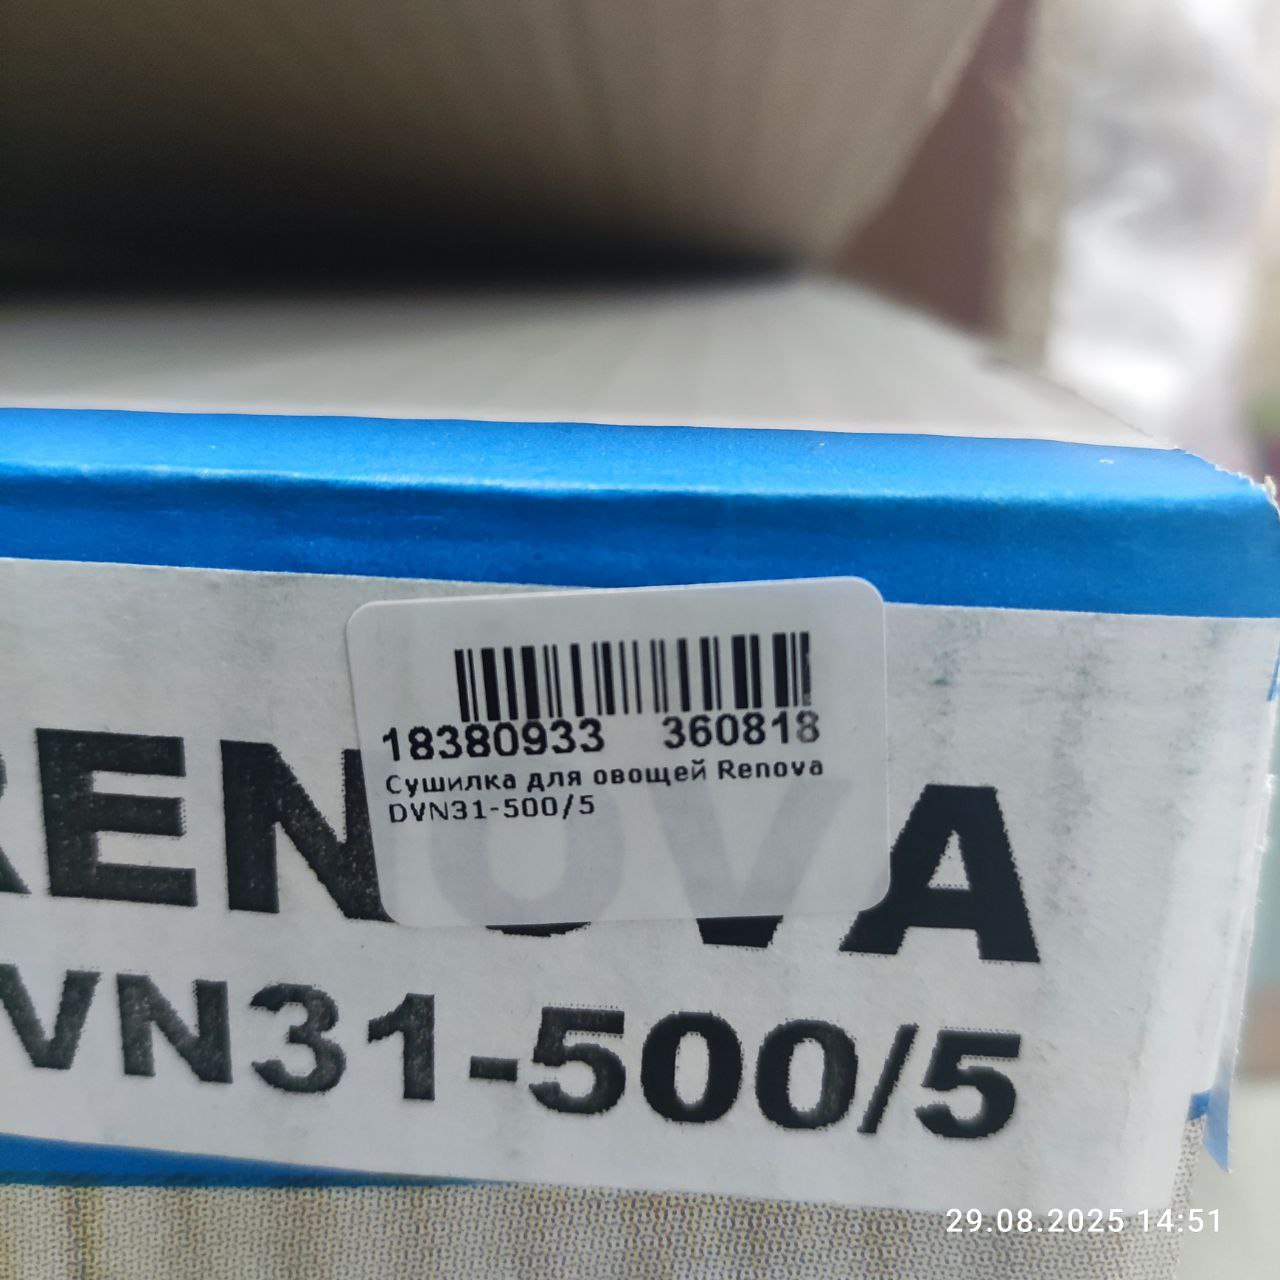 18380933 360818
Сушилка для овощей Renova
DVN31-500/5
RENOVA
VN31-500/5
29.08.2025 14:51